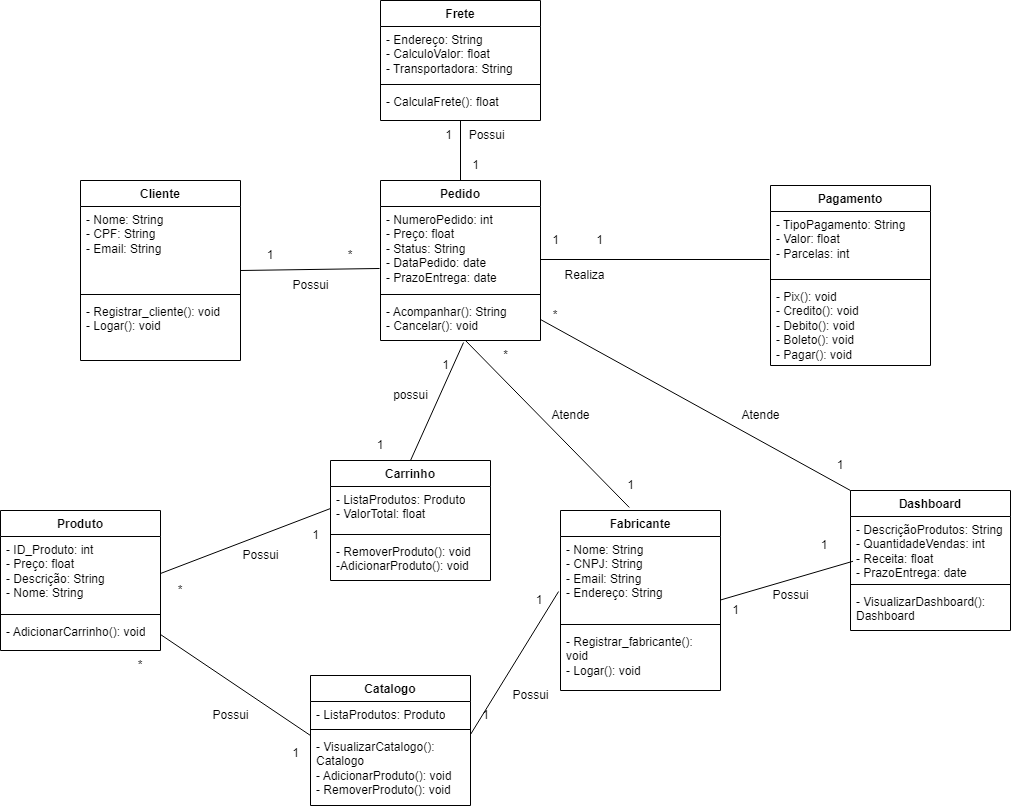 Frete
- Endereço: String
- CalculoValor: float
- Transportadora: String
- CalculaFrete(): float
1
Possui
1
Cliente
- Nome: String
- CPF: String
- Email: String
- Registrar_cliente(): void
- Logar(): void
1
*
Possui
Pedido
- NumeroPedido: int
- Preço: float
- Status: String
- DataPedido: date
- PrazoEntrega: date
- Acompanhar(): String
- Cancelar(): void
1
1
Realiza
Pagamento
- TipoPagamento: String
- Valor: float
- Parcelas: int
- Pix(): void
- Credito(): void
- Debito(): void
- Boleto(): void
- Pagar(): void
*
*
1
possui
Atende
Atende
1
1
1
Carrinho
- ListaProdutos: Produto
- ValorTotal: float
- RemoverProduto(): void
-AdicionarProduto(): void
Produto
- ID_Produto: int
- Preço: float
- Descrição: String
- Nome: String
- AdicionarCarrinho(): void
1
Possui
*
*
Fabricante
- Nome: String
- CNPJ: String
- Email: String
- Endereço: String
- Registrar_fabricante():
void
- Logar(): void
Dashboard
- DescriçãoProdutos: String
- QuantidadeVendas: int
- Receita: float
- PrazoEntrega: date
- VisualizarDashboard():
Dashboard
1
Possui
1
1
Possui
1
Possui
1
Catalogo
- ListaProdutos: Produto
- VisualizarCatalogo():
Catalogo
- AdicionarProduto(): void
- RemoverProduto(): void